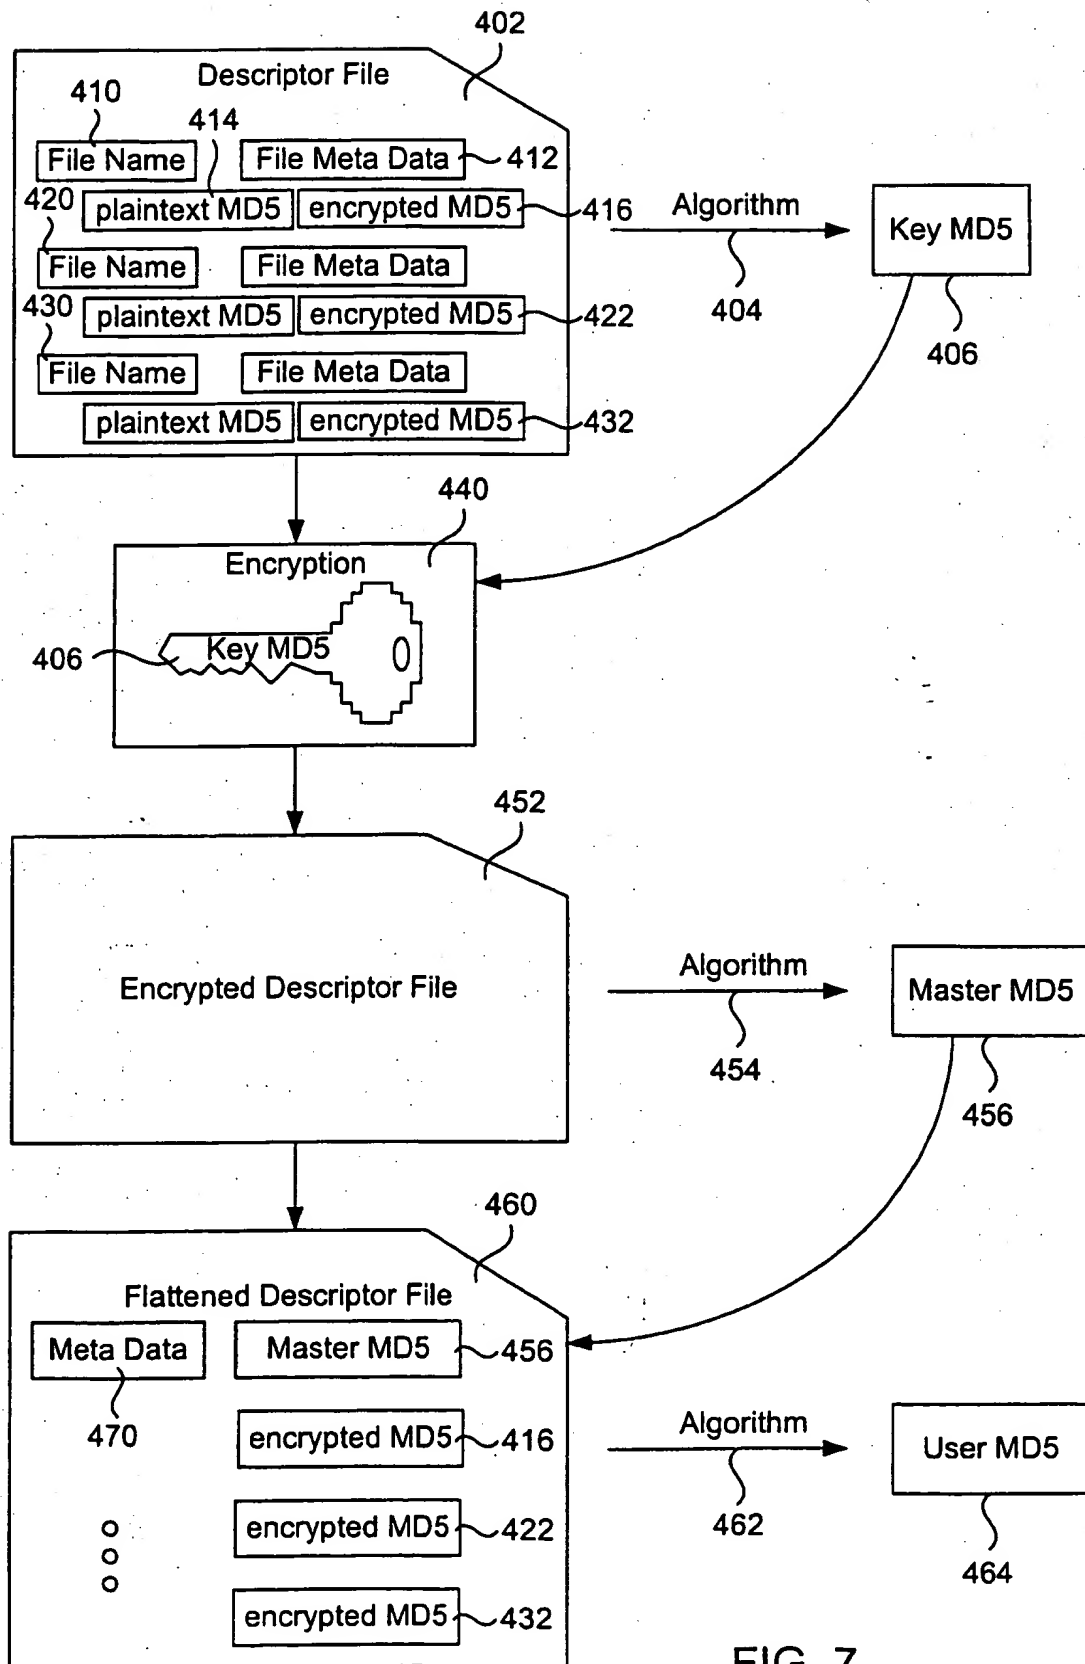 402
Descriptor File
410
414
File Name
File Meta Data
412
420
plaintext MD5
encrypted MD5
416
Algorithm
Key MD5
File Name
File Meta Data
404
406
430
plaintext MD5
encrypted MD5
422
File Name
File Meta Data
plaintext MD5
encrypted MD5
432
440
Encryption
406
Key MD5
452
Encrypted Descriptor File
Algorithm
Master MD5
454
456
460
Flattened Descriptor File
Meta Data
Master MD5
456
470
encrypted MD5
416
Algorithm
User MD5
462
464
encrypted MD5
422
encrypted MD5
432
FIG. 7